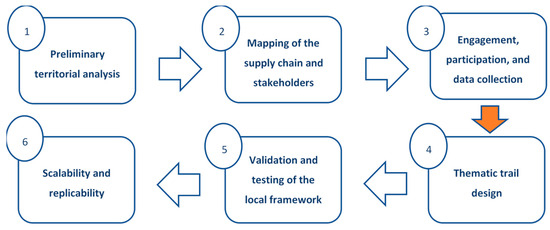 1
Preliminary
territorial analysis
2
Mapping of the
supply chain and
stakeholders
3
Engagement,
participation, and
data collection
4
Thematic trail
design
5
Validation and
testing of the
local framework
6
Scalability and
replicability